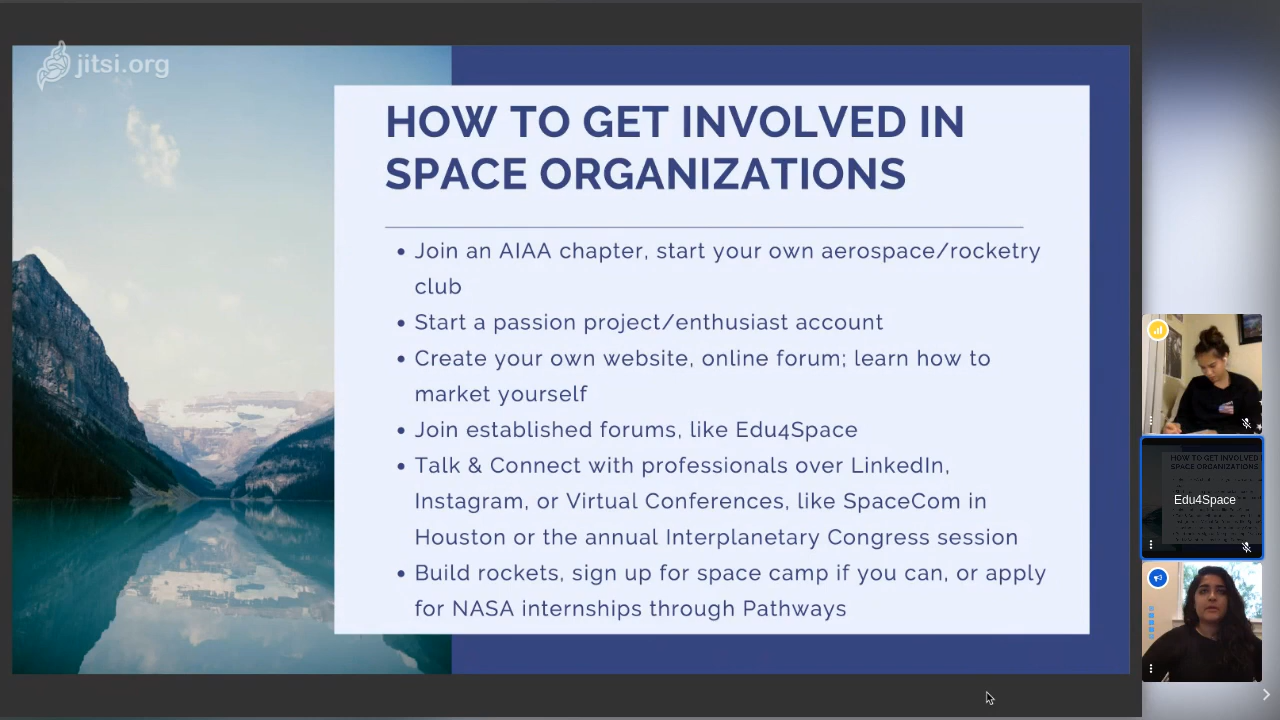 jitsi.org
HOW TO GET INVOLVED IN
SPACE ORGANIZATIONS
• Join an AIAA chapter, start your own aerospace/rocketry
club
• Start a passion project/enthusiast account
• Create your own website, online forum; learn how to
market yourself
• Join established forums, like Edu4Space
• Talk & Connect with professionals over LinkedIn,
Instagram, or Virtual Conferences, like SpaceCom in
Houston or the annual Interplanetary Congress session
• Build rockets, sign up for space camp if you can, or apply
for NASA internships through Pathways
HOW TO GET INVOLVED
SPACE ORGANIZATIONS
Edu4Space